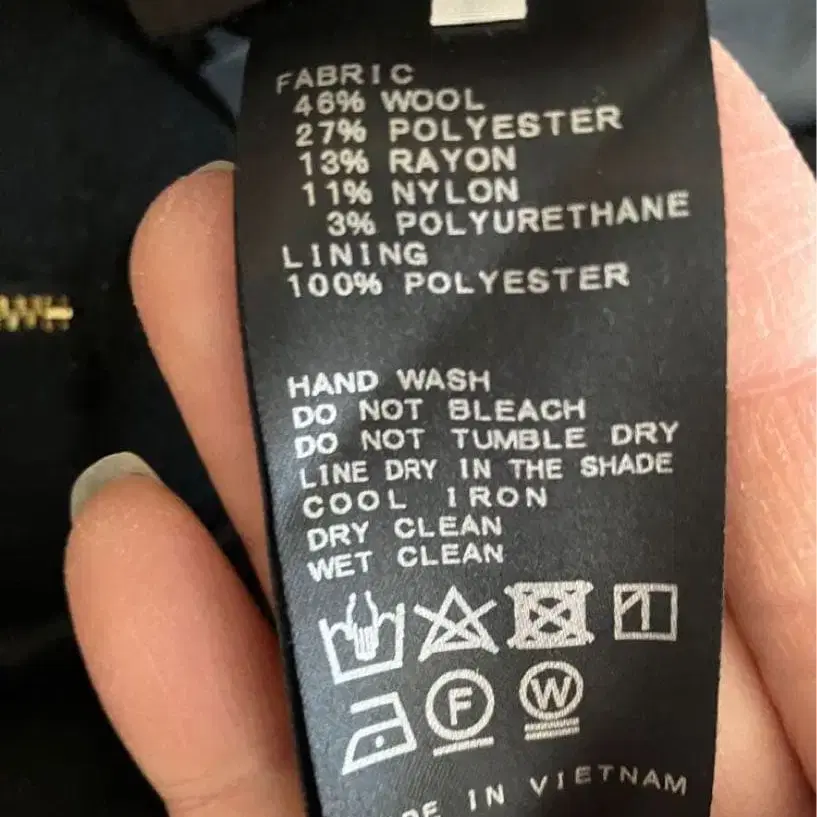 FABRIC
46% WOOL
27% POLYESTER
13% RAYON
11% NYLON
3% POLYURETHANE
LINING
100% POLYESTER
HAND WASH
DO NOT BLEACH
DO NOT TUMBLE DRY
LINE DRY IN THE SHADE
COOL IRON
DRY CLEAN
WET CLEAN
F W
IN VIETNAM